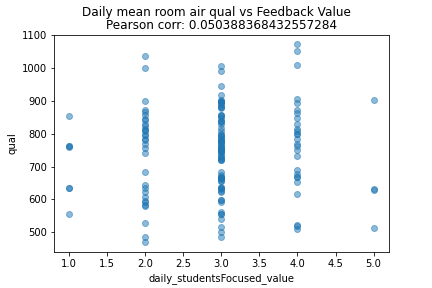 Daily mean room air qual vs Feedback Value
Pearson corr: 0.050388368432557284
1100
1000
900
800
700
600
500
qual
1.0 1.5 2.0 2.5 3.0 3.5 4.0 4.5 5.0
daily_studentsFocused_value